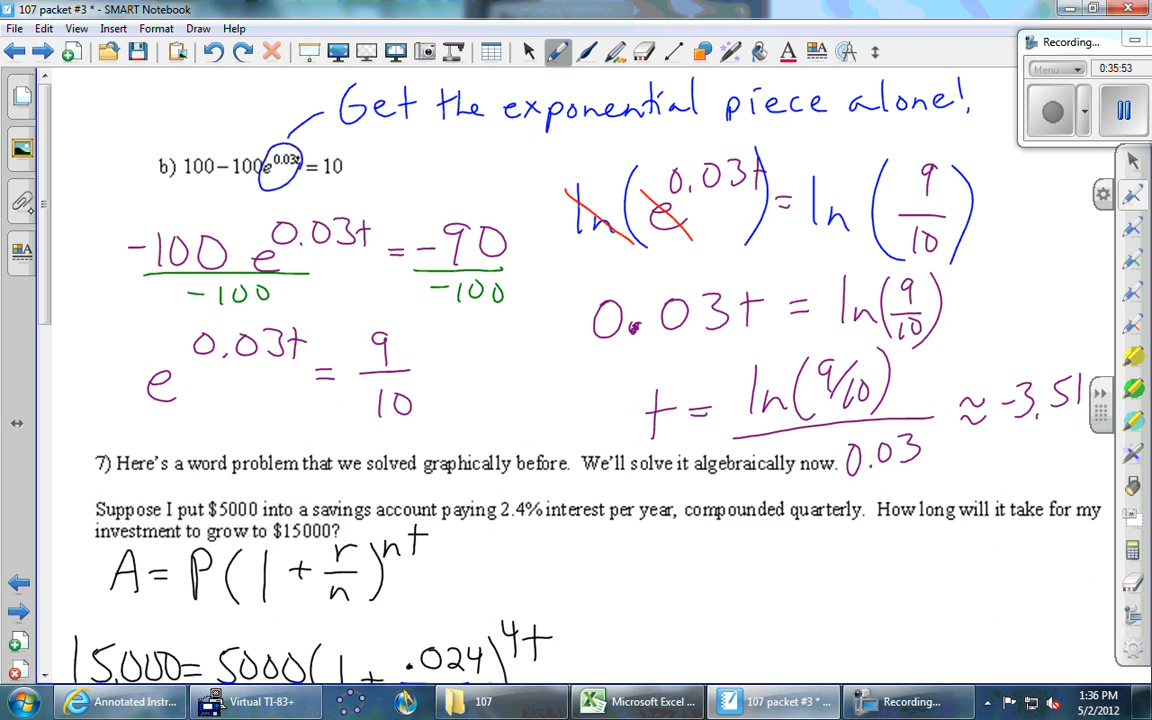 107 packet #3 * - SMART Notebook
File Edit View Insert Format Draw Help
Recording...
Menu
0:35:53
Get the exponential piece alone!
b) 100 – 100e^0.03t = 10
-100 e^0.03t = -90
-100 -100
e^0.03t = 9/10
ln(e^0.03t) = ln(9/10)
0.03t = ln(9/10)
t = ln(9/10)/0.03 ≈ -3.51
7) Here's a word problem that we solved graphically before. We'll solve it algebraically now.
Suppose I put $5000 into a savings account paying 2.4% interest per year, compounded quarterly. How long will it take for my
investment to grow to $15000?
A = P(1 + r/n)^nt
15000 = 5000(1 + .024)^4t
Annotated Instr...
Virtual TI-83+
107
Microsoft Excel ...
107 packet #3 * ...
Recording...
1:36 PM
5/2/2012